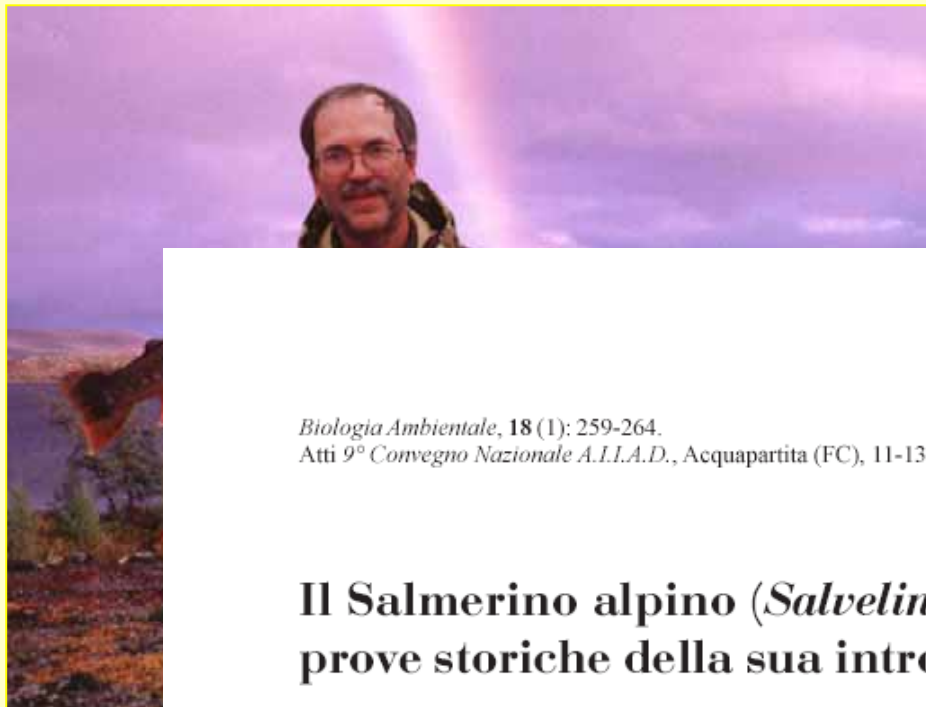 Biologia Ambientale, 18 (1): 259-264.
Atti 9° Convegno Nazionale A.I.I.A.D., Acquapartita (FC), 11-13
Il Salmerino alpino (Salvelin
prove storiche della sua intro